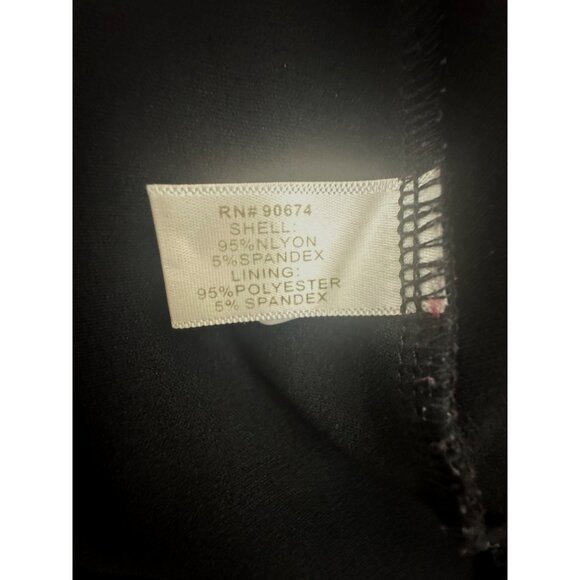 RN# 90674
SHELL:
95%NLYON
5%SPANDEX
LINING:
95%POLYESTER
5% SPANDEX